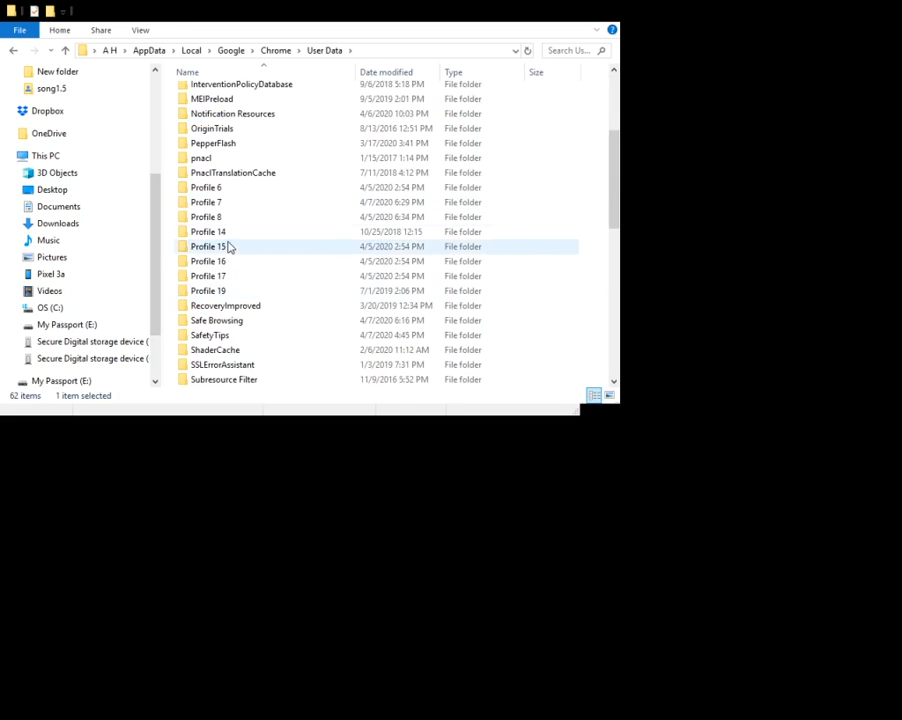 File Home Share View
A H > AppData > Local > Google > Chrome > User Data > Search Us...
New folder
song1.5
Dropbox
OneDrive
This PC
3D Objects
Desktop
Documents
Downloads
Music
Pictures
Pixel 3a
Videos
OS (C:)
My Passport (E:)
Secure Digital storage device (
Secure Digital storage device (
My Passport (E:)
Name Date modified Type Size
InterventionPolicyDatabase 9/6/2018 5:18 PM File folder
MEIPreload 9/5/2019 2:01 PM File folder
Notification Resources 4/6/2020 10:03 PM File folder
OriginTrials 8/13/2016 12:51 PM File folder
PepperFlash 3/17/2020 3:41 PM File folder
pnacl 1/15/2017 1:14 PM File folder
PnaclTranslationCache 7/11/2018 4:12 PM File folder
Profile 6 4/5/2020 2:54 PM File folder
Profile 7 4/7/2020 6:29 PM File folder
Profile 8 4/5/2020 6:34 PM File folder
Profile 14 10/25/2018 12:15 File folder
Profile 15 4/5/2020 2:54 PM File folder
Profile 16 4/5/2020 2:54 PM File folder
Profile 17 4/5/2020 2:54 PM File folder
Profile 19 7/1/2019 2:06 PM File folder
RecoveryImproved 3/20/2019 12:34 PM File folder
Safe Browsing 4/7/2020 6:16 PM File folder
SafetyTips 4/7/2020 4:45 PM File folder
ShaderCache 2/6/2020 11:12 AM File folder
SSLErrorAssistant 1/3/2019 7:31 PM File folder
Subresource Filter 11/9/2016 5:52 PM File folder
62 items 1 item selected